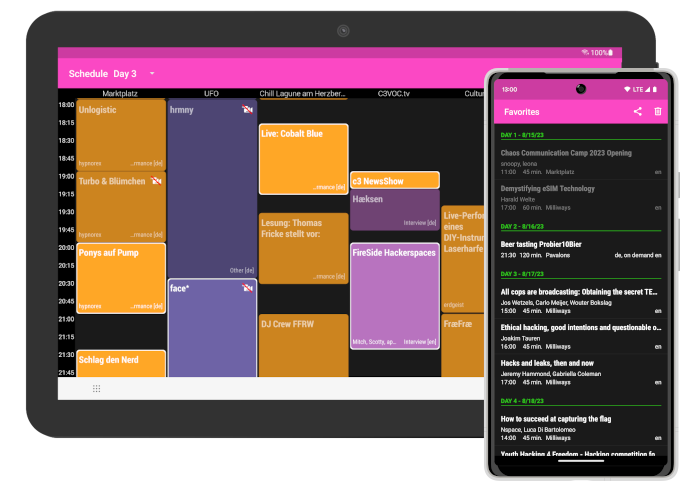 100%
Schedule Day 3
Marktplatz UFO Chill Lagune am Herzber... C3VOC.tv
18:00
18:15
18:30
18:45
19:00
19:15
19:30
19:45
20:00
20:15
20:30
20:45
21:00
21:15
21:30
21:45
Unlogistic
hypnorex ...rmance [de]
Turbo & Blümchen
hypnorex ...rmance [de]
Ponys auf Pump
hypnorex ...rmance [de]
Schlag den Nerd
hrmny
Other [de]
face*
Live: Cobalt Blue
...rmance [de]
Lesung: Thomas
Fricke stellt vor:
...rmance [de]
DJ Crew FFRW
c3 NewsShow
Hæksen
Interview [de]
FireSide Hackerspaces
Mitch, Scotty, ap... Interview [en]
Live-Perfor
eines
DIY-Instru
Laserharfe
erdgeist
FræFræ
13:00 LTE
Favorites
DAY 1 - 8/15/23
Chaos Communication Camp 2023 Opening
snoopy, leona
11:00 45 min. Marktplatz en
Demystifying eSIM Technology
Harald Welte
16:00 60 min. Milliways en
DAY 2 - 8/16/23
Beer tasting Probier10Bier
21:30 120 min. Pavalons de, on demand en
DAY 3 - 8/17/23
All cops are broadcasting: Obtaining the secret TE...
Jos Wetzels, Carlo Meijer, Wouter Bokslag
15:00 45 min. Milliways en
Ethical hacking, good intentions and questionable o...
Joakim Tauren
16:00 45 min. Milliways en
Hacks and leaks, then and now
Jeremy Hammond, Gabriella Coleman
17:00 45 min. Milliways en
DAY 4 - 8/18/23
How to succeed at capturing the flag
Nspace, Luca Di Bartolomeo
14:00 45 min. Milliways en
Youth Hacking 4 Freedom - Hacking competition fo